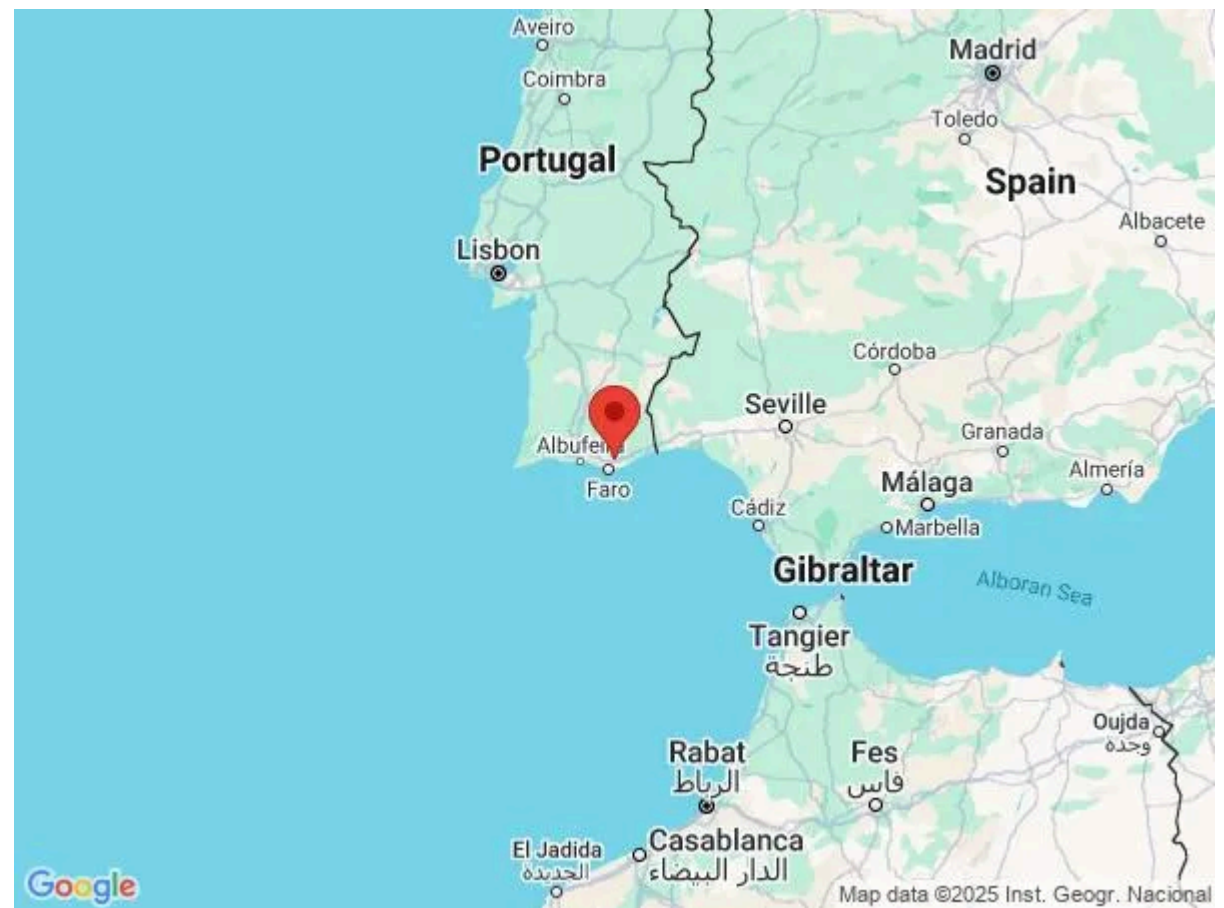 Aveiro
Madrid
Coimbra
Toledo
Portugal
Spain
Albacete
Lisbon
Córdoba
Seville
Granada
Albufeira
Almería
Málaga
Faro
Cádiz
Marbella
Gibraltar
Alboran Sea
Tangier
طنجة
Oujda
وجدة
Rabat
الرباط
Fes
فاس
Casablanca
الدار البيضاء
El Jadida
الجديدة
Google
Map data ©2025 Inst. Geogr. Nacional